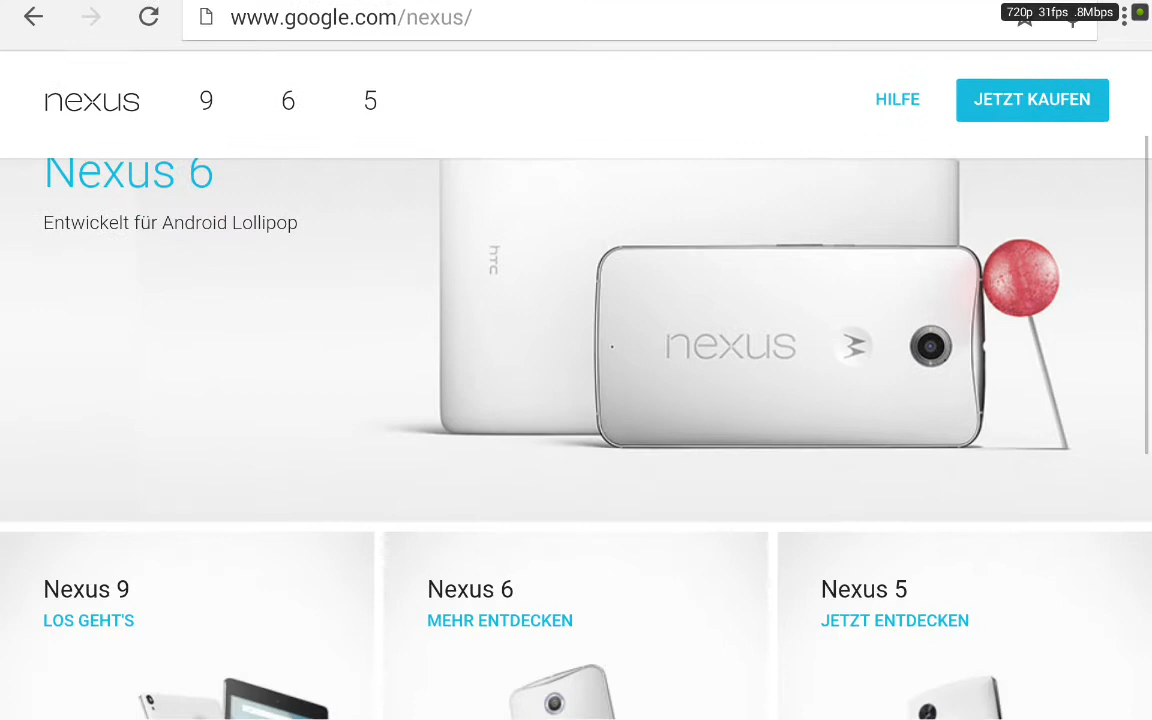 www.google.com/nexus/
720p 31fps .8Mbps
nexus 9 6 5 HILFE JETZT KAUFEN
Nexus 6
Entwickelt für Android Lollipop
htc
nexus
Nexus 9 Nexus 6 Nexus 5
LOS GEHT'S MEHR ENTDECKEN JETZT ENTDECKEN